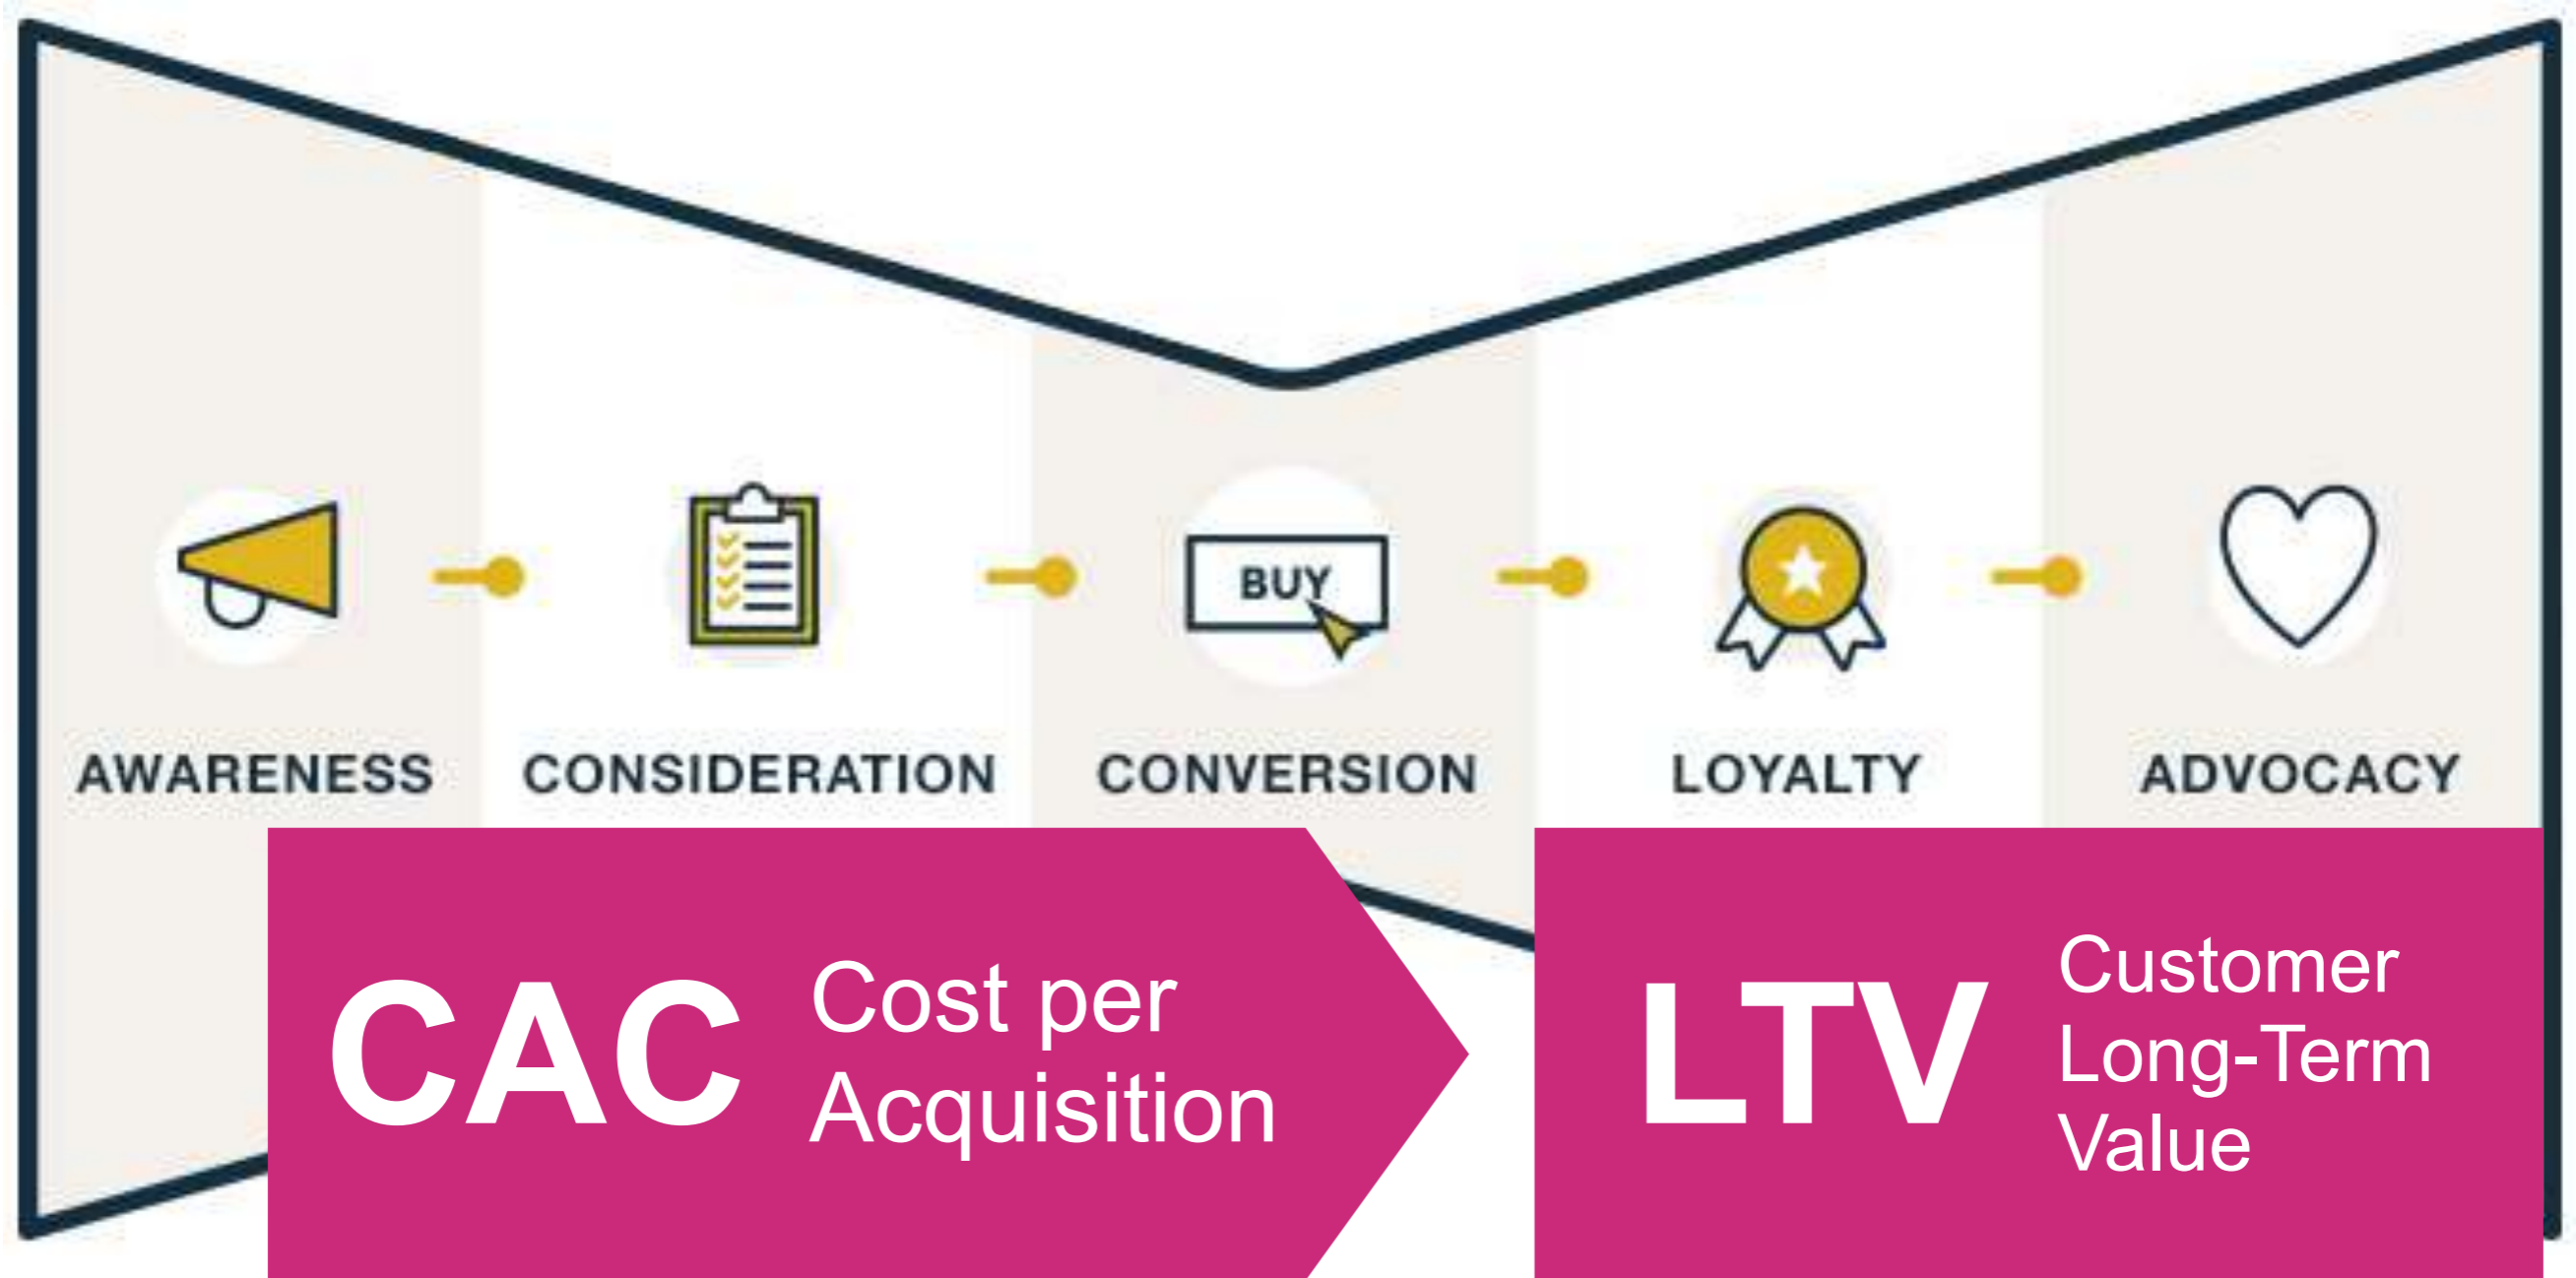 BUY
AWARENESS
CONSIDERATION
CONVERSION
LOYALTY
ADVOCACY
CAC
Cost per
Acquisition
LTV
Customer
Long-Term
Value